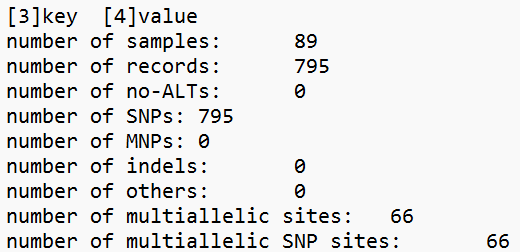 [3]key  [4]value
number of samples:      89
number of records:      795
number of no-ALTs:      0
number of SNPs: 795
number of MNPs: 0
number of indels:       0
number of others:       0
number of multiallelic sites:   66
number of multiallelic SNP sites:       66